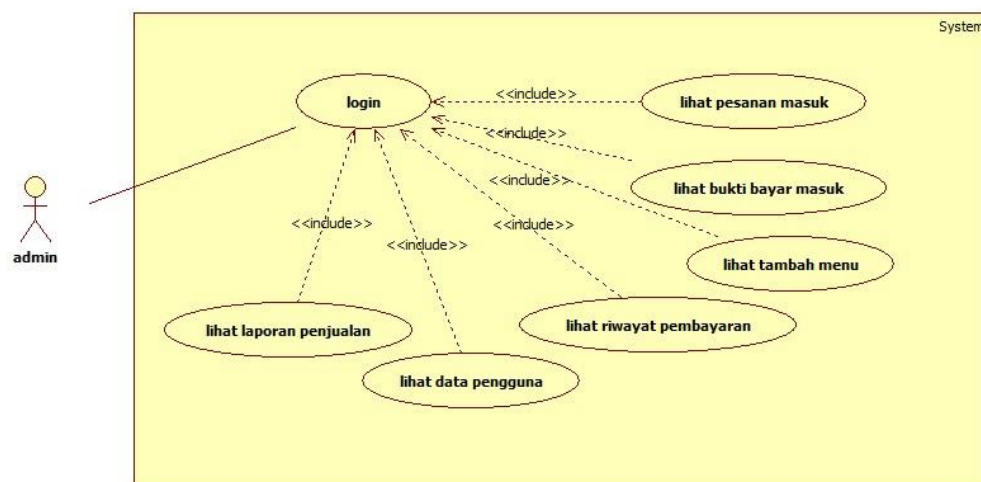 System
login
<<include>>
lihat pesanan masuk
<<include>>
lihat bukti bayar masuk
<<include>>
lihat tambah menu
<<include>>
<<include>>
<<include>>
admin
lihat laporan penjualan
lihat riwayat pembayaran
lihat data pengguna